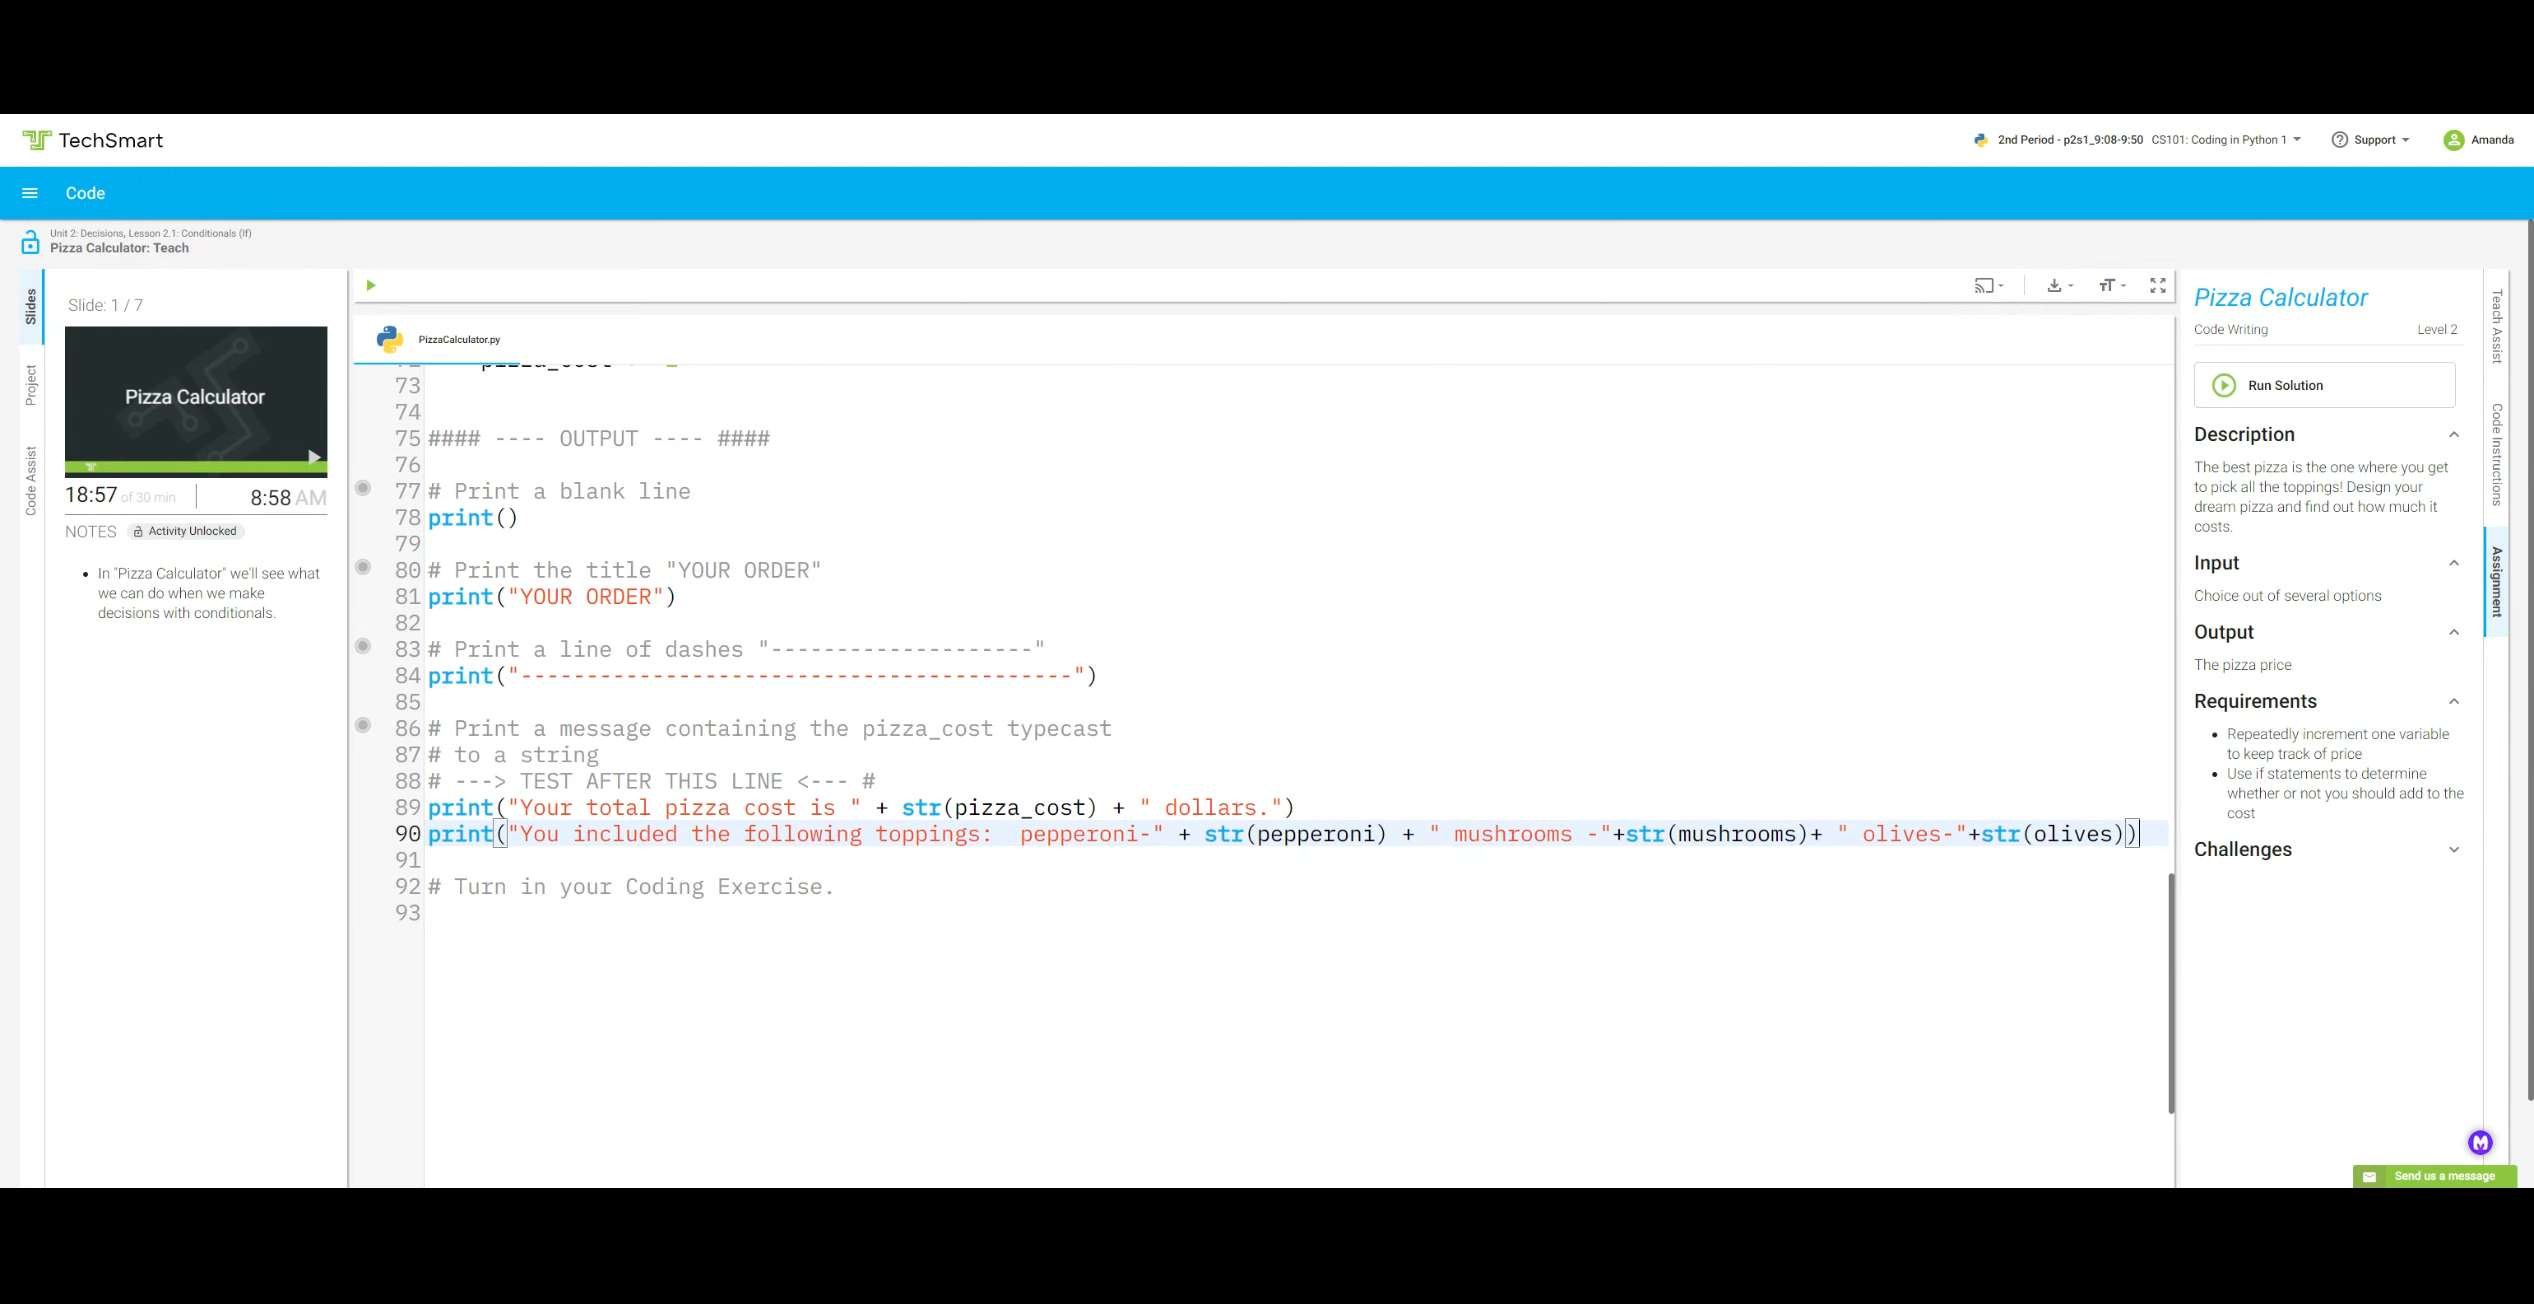 TechSmart
2nd Period - p2s1_9:08-9:50 CS101: Coding in Python 1
Support
Amanda
Code
Unit 2: Decisions, Lesson 2.1: Conditionals (If)
Pizza Calculator: Teach
Slides
Project
Code Assist
Slide: 1 / 7
Pizza Calculator
18:57 of 30 min
8:58 AM
NOTES
Activity Unlocked
In "Pizza Calculator" we'll see what
we can do when we make
decisions with conditionals.
PizzaCalculator.py
73
74
75 #### ---- OUTPUT ---- ####
76
77 # Print a blank line
78 print()
79
80 # Print the title "YOUR ORDER"
81 print("YOUR ORDER")
82
83 # Print a line of dashes "--------------------"
84 print("------------------------------------------")
85
86 # Print a message containing the pizza_cost typecast
87 # to a string
88 # ---> TEST AFTER THIS LINE <--- #
89 print("Your total pizza cost is " + str(pizza_cost) + " dollars.")
90 print("You included the following toppings:  pepperoni-" + str(pepperoni) + " mushrooms -"+str(mushrooms)+ " olives-"+str(olives))
91
92 # Turn in your Coding Exercise.
93
Pizza Calculator
Code Writing
Level 2
Run Solution
Description
The best pizza is the one where you get
to pick all the toppings! Design your
dream pizza and find out how much it
costs.
Input
Choice out of several options
Output
The pizza price
Requirements
Repeatedly increment one variable
to keep track of price
Use if statements to determine
whether or not you should add to the
cost
Challenges
Teach Assist
Code Instructions
Assignment
Send us a message